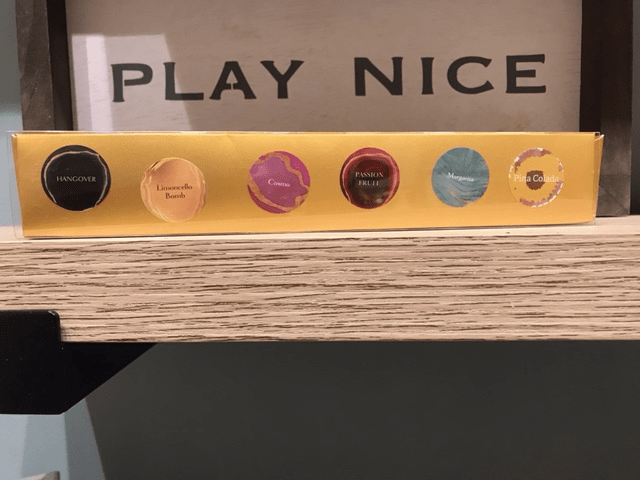 PLAY NICE
HANGOVER
Limoncello
Bomb
Cosmo
PASSION
FRUIT
Margarita
Pina Colada